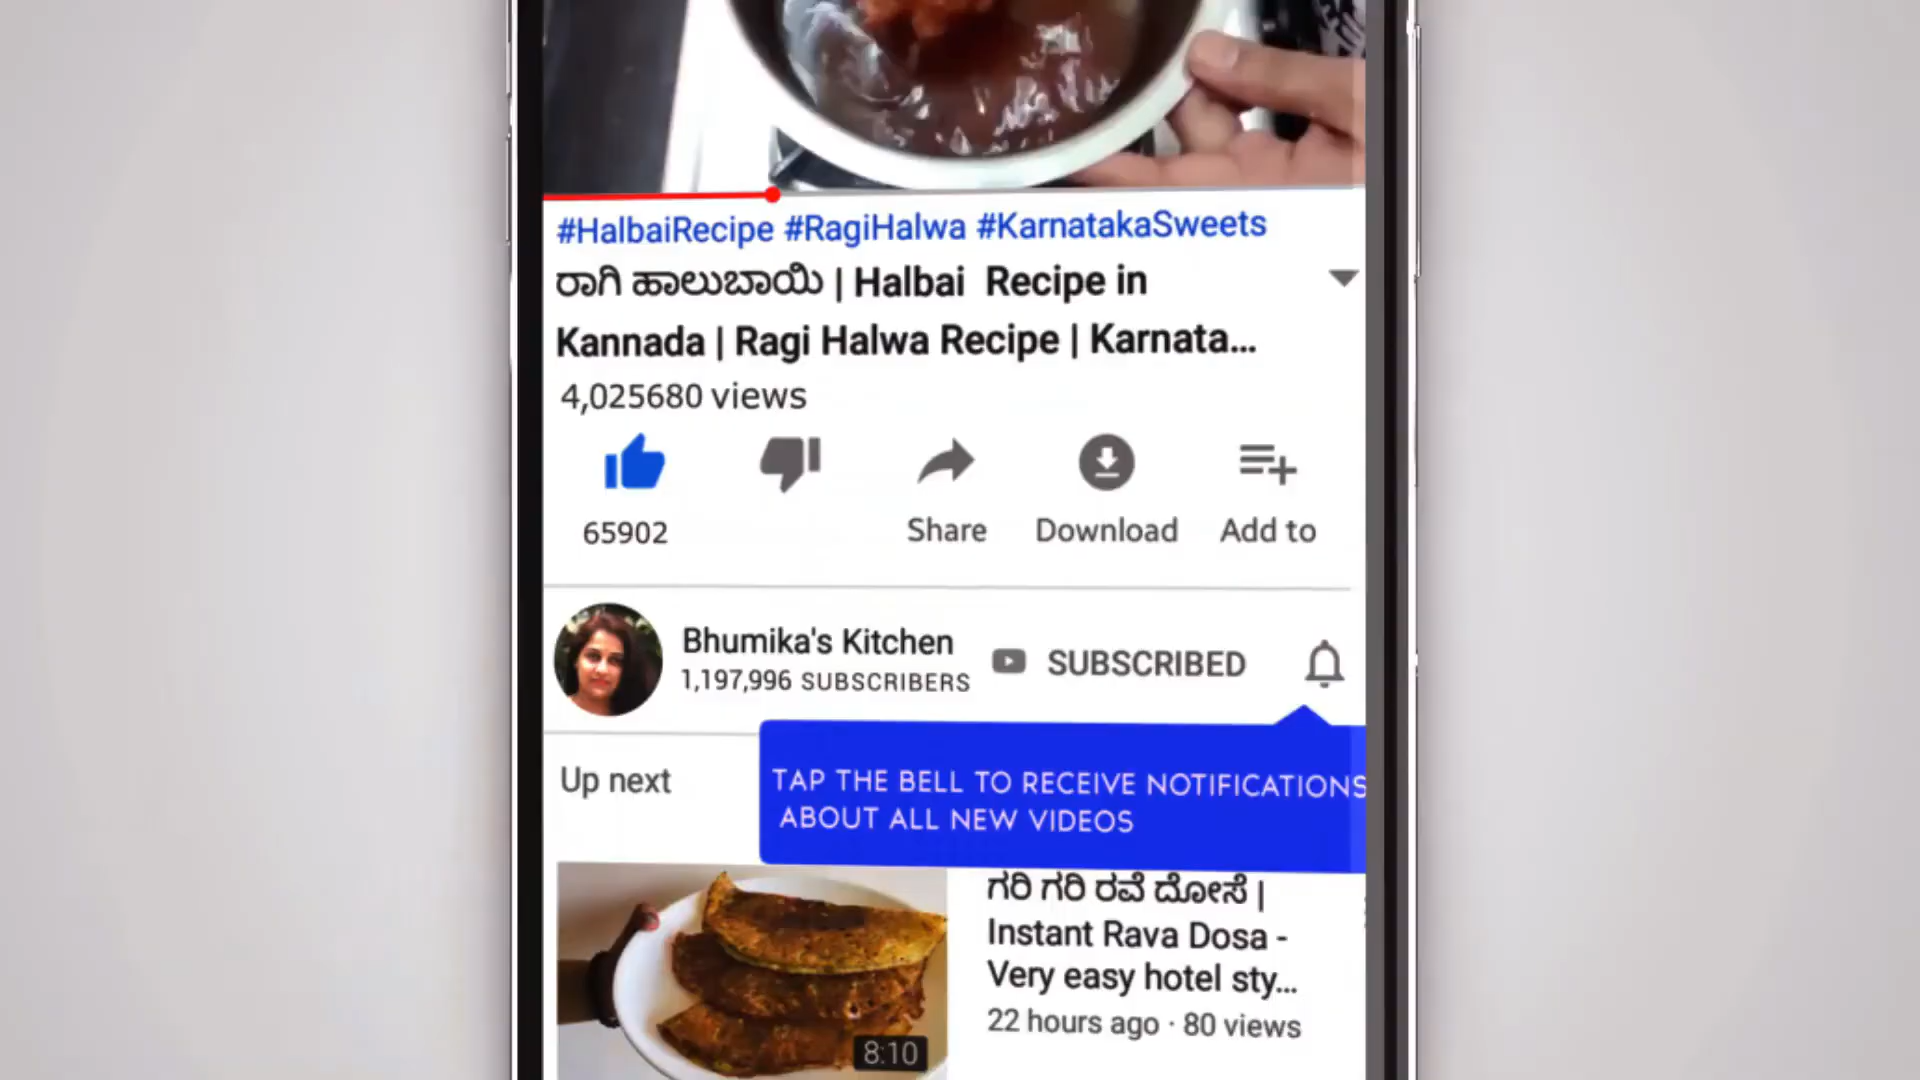 #HalbaiRecipe #RagiHalwa #KarnatakaSweets
ರಾಗಿ ಹಾಲುಬಾಯಿ | Halbai Recipe in
Kannada | Ragi Halwa Recipe | Karnata...
4,025680 views
65902
Share
Download
Add to
Bhumika's Kitchen
1,197,996 SUBSCRIBERS
SUBSCRIBED
Up next
TAP THE BELL TO RECEIVE NOTIFICATIONS
ABOUT ALL NEW VIDEOS
ಗರಿ ಗರಿ ರವೆ ದೋಸೆ |
Instant Rava Dosa -
Very easy hotel sty...
22 hours ago · 80 views
8:10